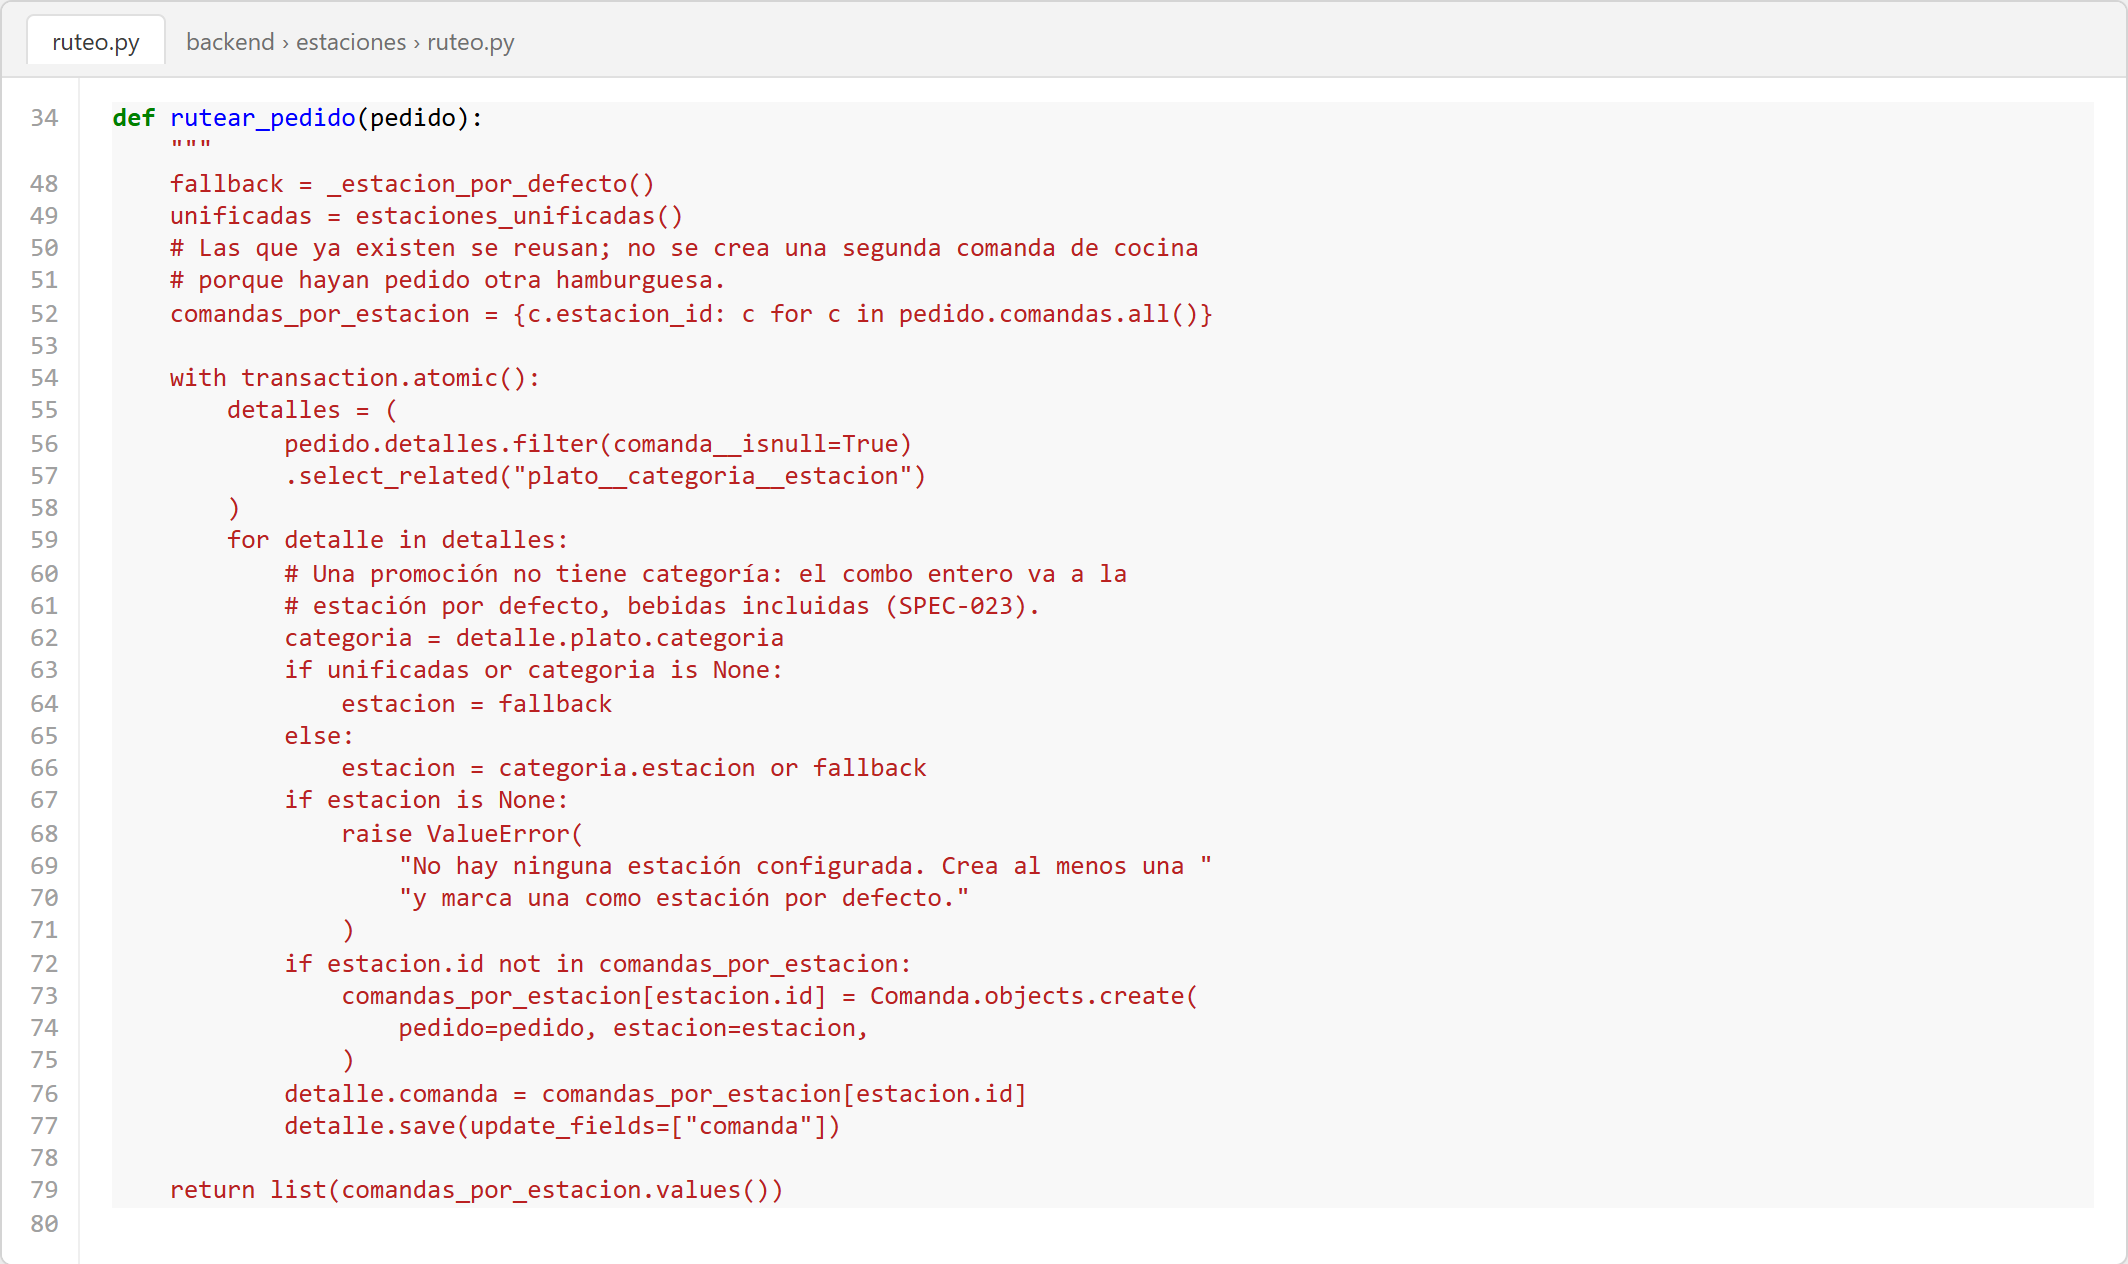 ruteo.py backend › estaciones › ruteo.py
34 def rutear_pedido(pedido):
"""
48 fallback = _estacion_por_defecto()
49 unificadas = estaciones_unificadas()
50 # Las que ya existen se reusan; no se crea una segunda comanda de cocina
51 # porque hayan pedido otra hamburguesa.
52 comandas_por_estacion = {c.estacion_id: c for c in pedido.comandas.all()}
53
54 with transaction.atomic():
55 detalles = (
56 pedido.detalles.filter(comanda__isnull=True)
57 .select_related("plato__categoria__estacion")
58 )
59 for detalle in detalles:
60 # Una promoción no tiene categoría: el combo entero va a la
61 # estación por defecto, bebidas incluidas (SPEC-023).
62 categoria = detalle.plato.categoria
63 if unificadas or categoria is None:
64 estacion = fallback
65 else:
66 estacion = categoria.estacion or fallback
67 if estacion is None:
68 raise ValueError(
69 "No hay ninguna estación configurada. Crea al menos una "
70 "y marca una como estación por defecto."
71 )
72 if estacion.id not in comandas_por_estacion:
73 comandas_por_estacion[estacion.id] = Comanda.objects.create(
74 pedido=pedido, estacion=estacion,
75 )
76 detalle.comanda = comandas_por_estacion[estacion.id]
77 detalle.save(update_fields=["comanda"])
78
79 return list(comandas_por_estacion.values())
80